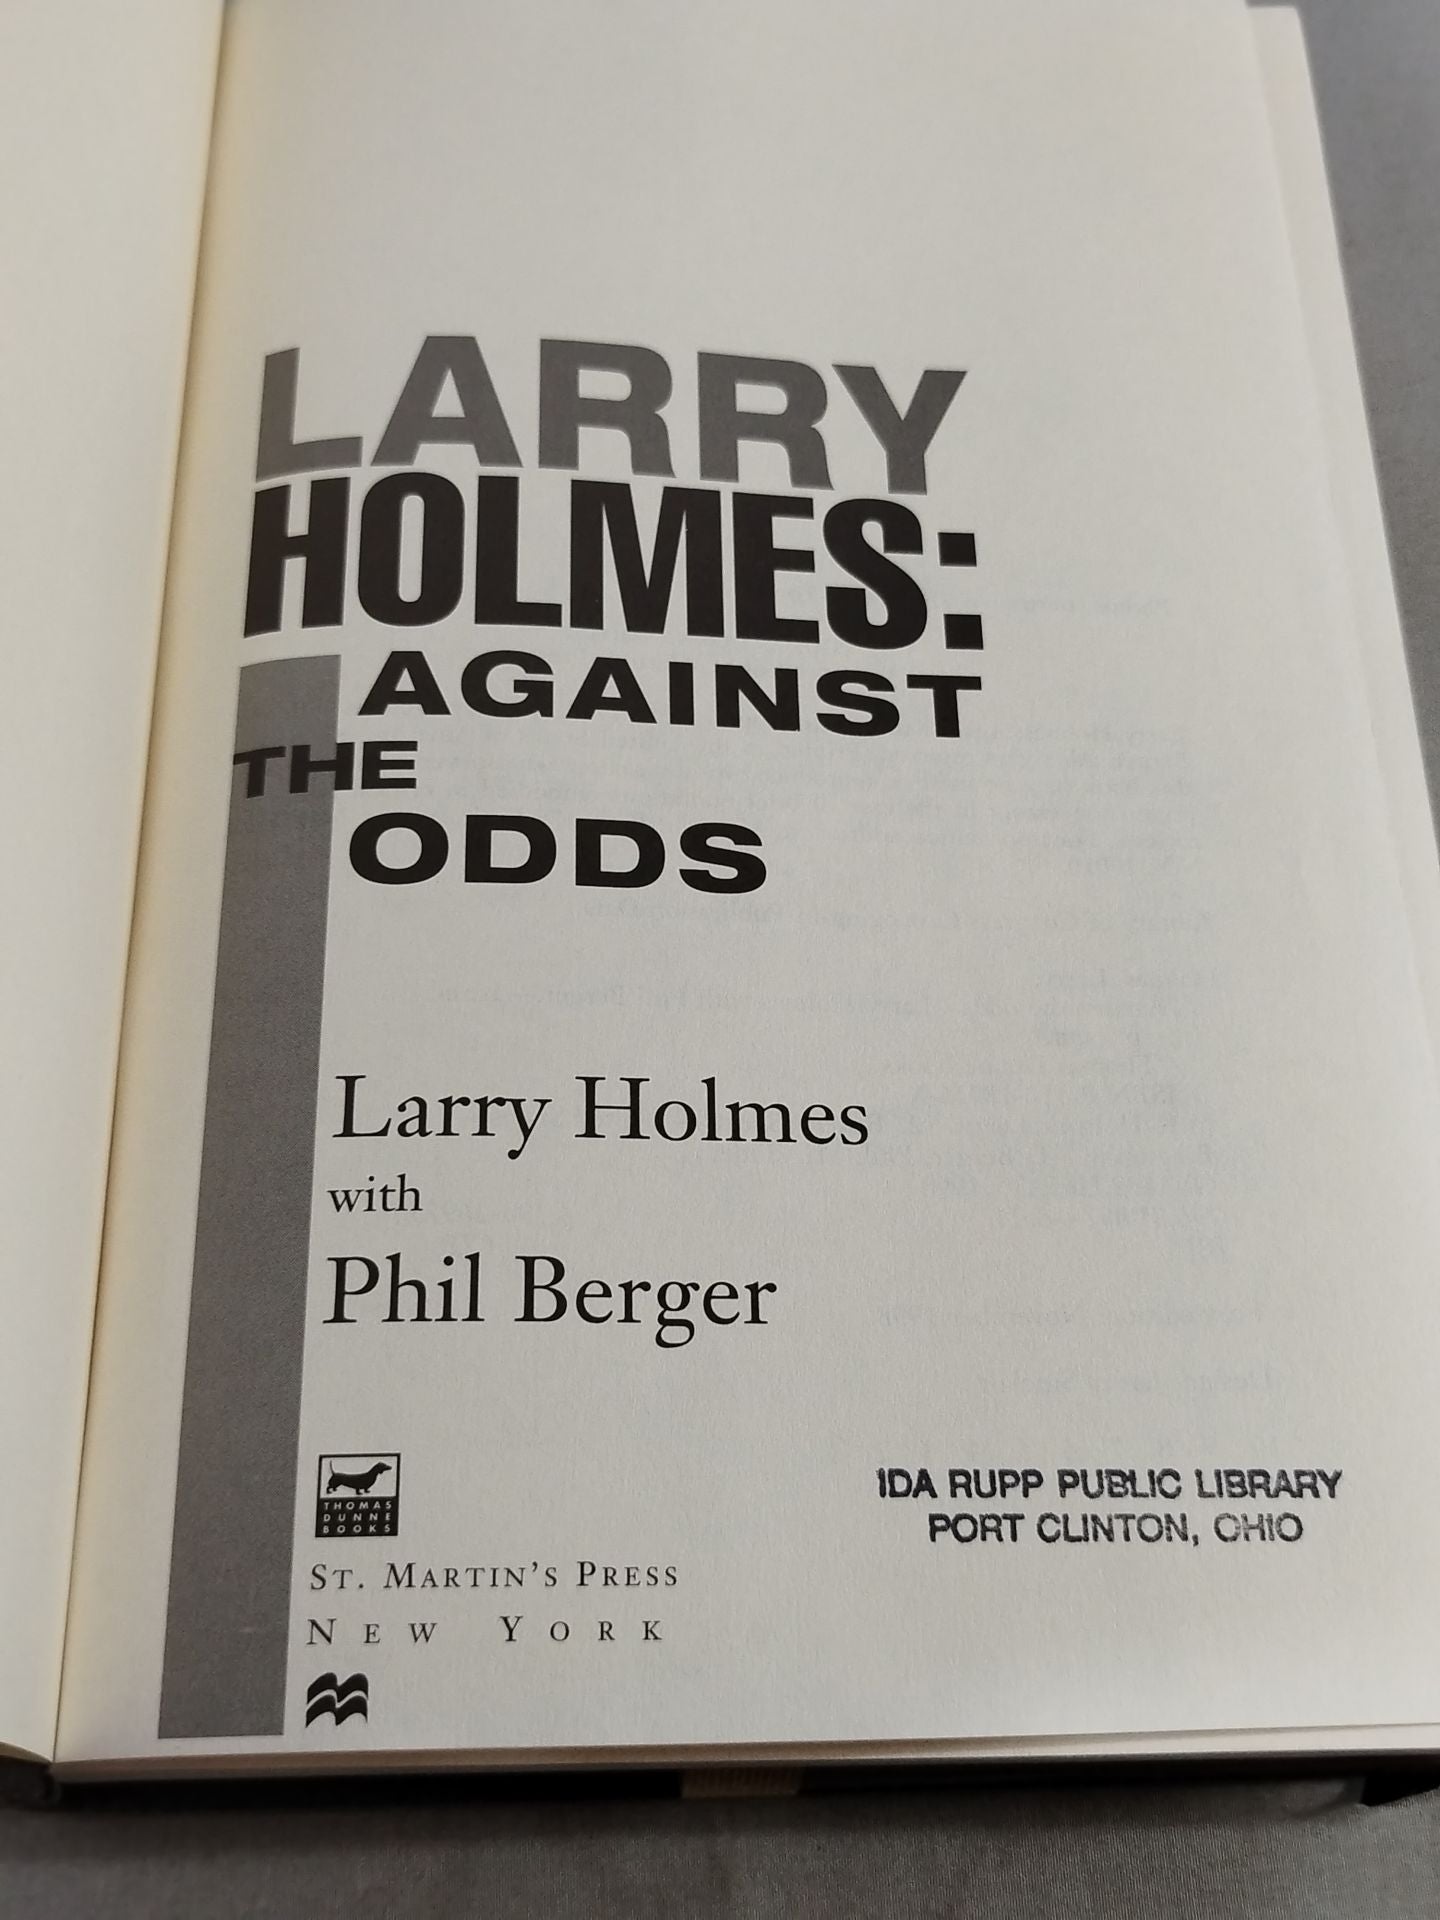 LARRY
HOLMES:
AGAINST
THE
ODDS
Larry Holmes
with
Phil Berger
THOMAS
DUNNE
BOOKS
ST. MARTIN'S PRESS
NEW YORK
IDA RUPP PUBLIC LIBRARY
PORT CLINTON, OHIO